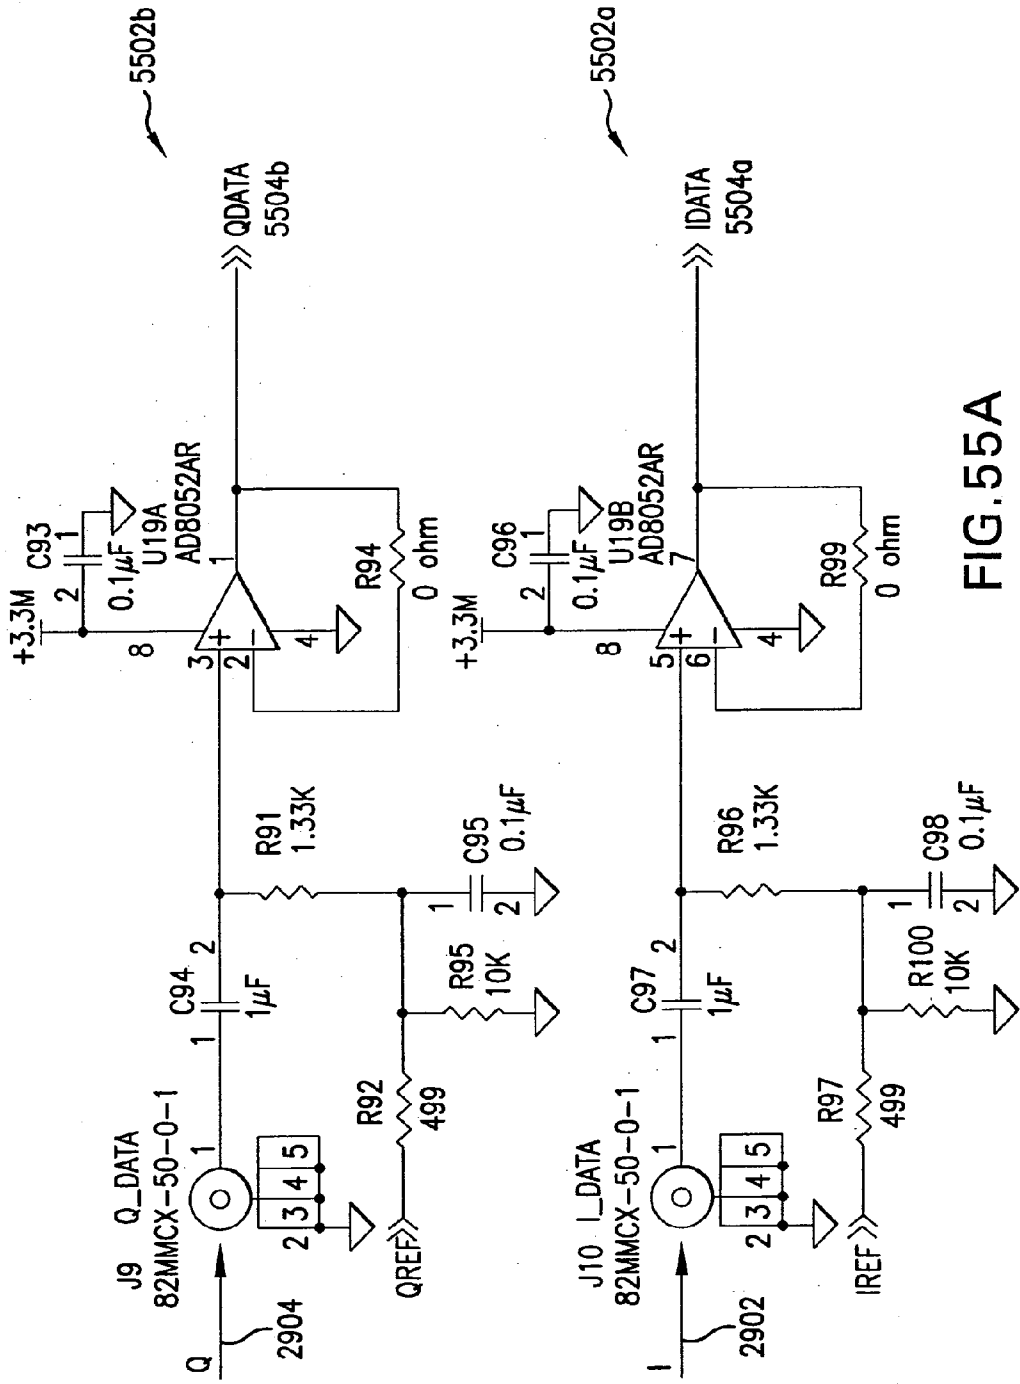 Q
2904
J9 Q_DATA
82MMCX-50-0-1
1
2
3
4
5
1
C94
2
1µF
R91
1.33K
QREF
R92
499
R95
10K
1
C95
2
0.1µF
+3.3M
8
2
C93
1
0.1µF
U19A
AD8052AR
3
+
2
-
1
4
R94
0 ohm
QDATA
5504b
5502b
I
2902
J10 I_DATA
82MMCX-50-0-1
1
2
3
4
5
1
C97
2
1µF
R96
1.33K
IREF
R97
499
R100
10K
1
C98
2
0.1µF
+3.3M
8
2
C96
1
0.1µF
U19B
AD8052AR
5
+
6
-
7
4
R99
0 ohm
IDATA
5504a
5502a
FIG.55A